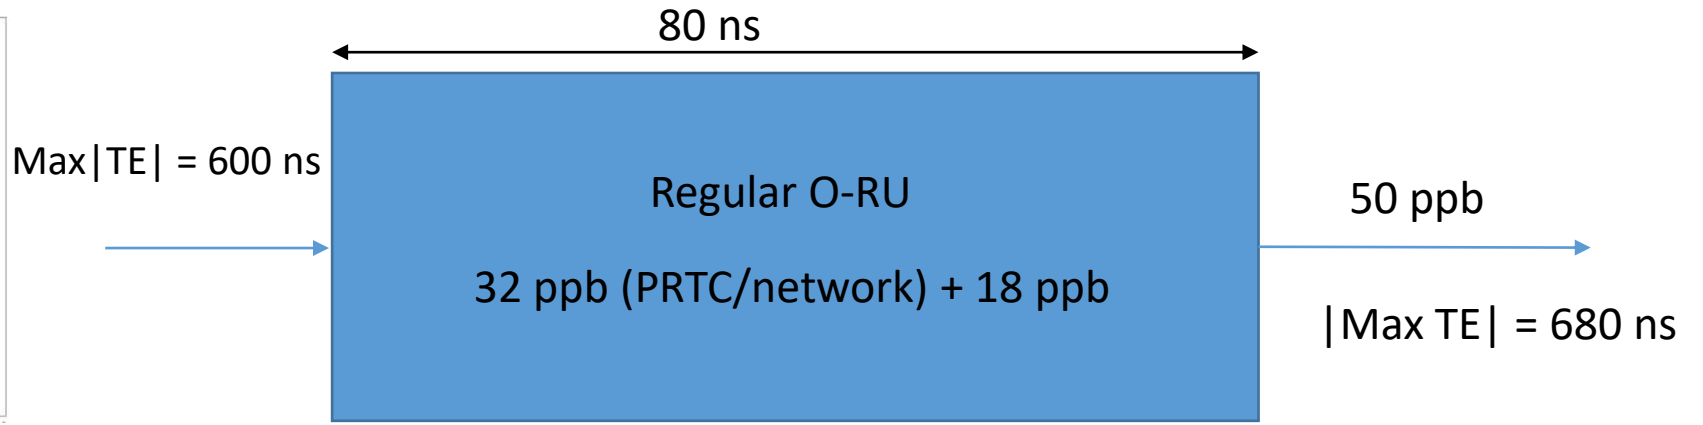 80 ns
Max|TE| = 600 ns
Regular O-RU
32 ppb (PRTC/network) + 18 ppb
50 ppb
|Max TE| = 680 ns